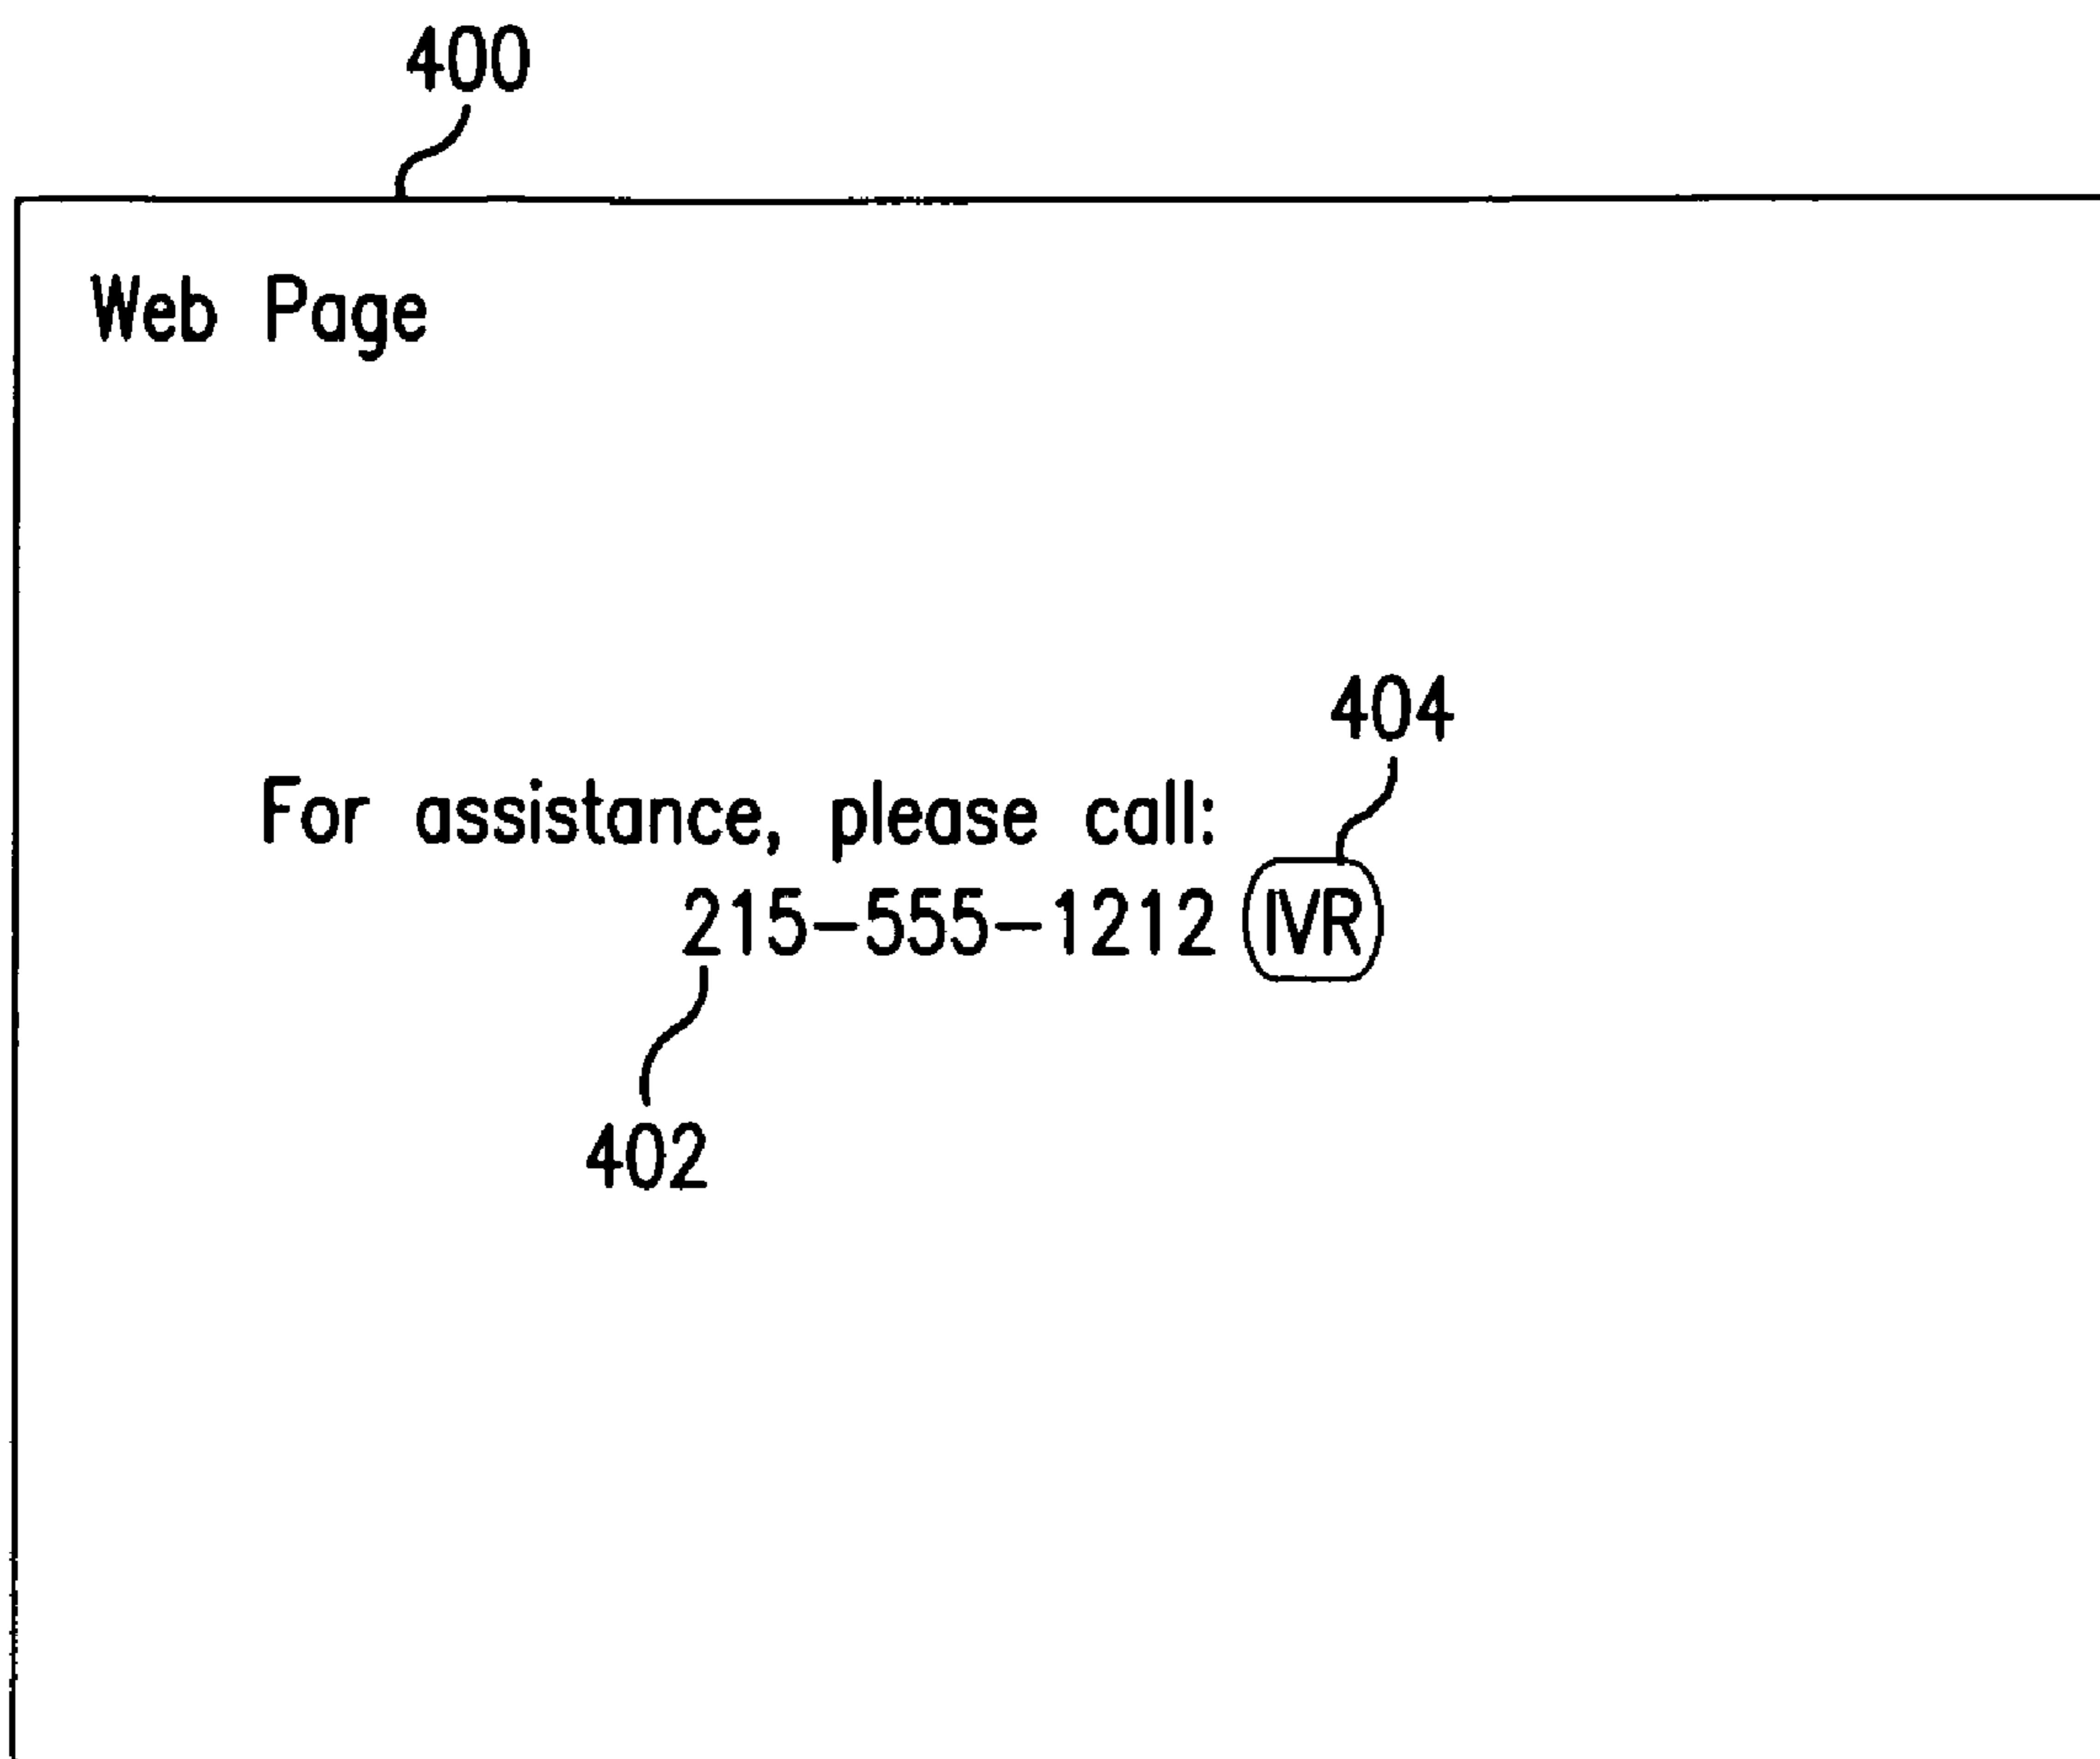 400
Web Page
404
For assistance, please call:
215-555-1212 IVR
402